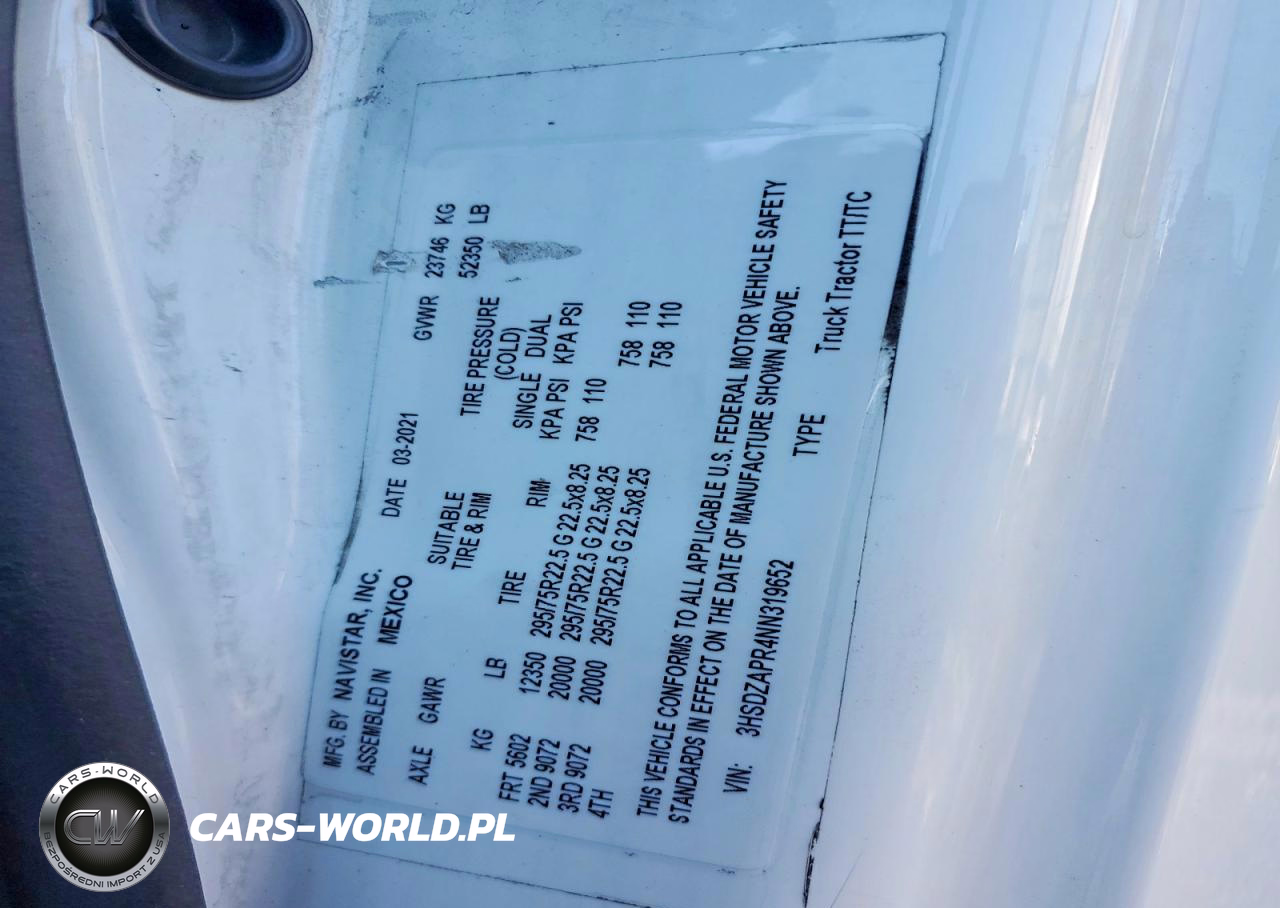 MFG. BY NAVISTAR, INC. DATE 03-2021 GVWR 23746 KG
ASSEMBLED IN MEXICO 52350 LB
AXLE GAWR SUITABLE TIRE PRESSURE
TIRE & RIM (COLD)
SINGLE DUAL
KG LB TIRE RIM KPA PSI KPA PSI
FRT 5602 12350 295/75R22.5 G 22.5x8.25 758 110
2ND 9072 20000 295/75R22.5 G 22.5x8.25 758 110
3RD 9072 20000 295/75R22.5 G 22.5x8.25 758 110
4TH
THIS VEHICLE CONFORMS TO ALL APPLICABLE U.S. FEDERAL MOTOR VEHICLE SAFETY
STANDARDS IN EFFECT ON THE DATE OF MANUFACTURE SHOWN ABOVE.
VIN: 3HSDZAPR4NN319652 TYPE Truck Tractor TT/TC
CARS-WORLD
CW
BEZPOŚREDNI IMPORT Z USA
CARS-WORLD.PL